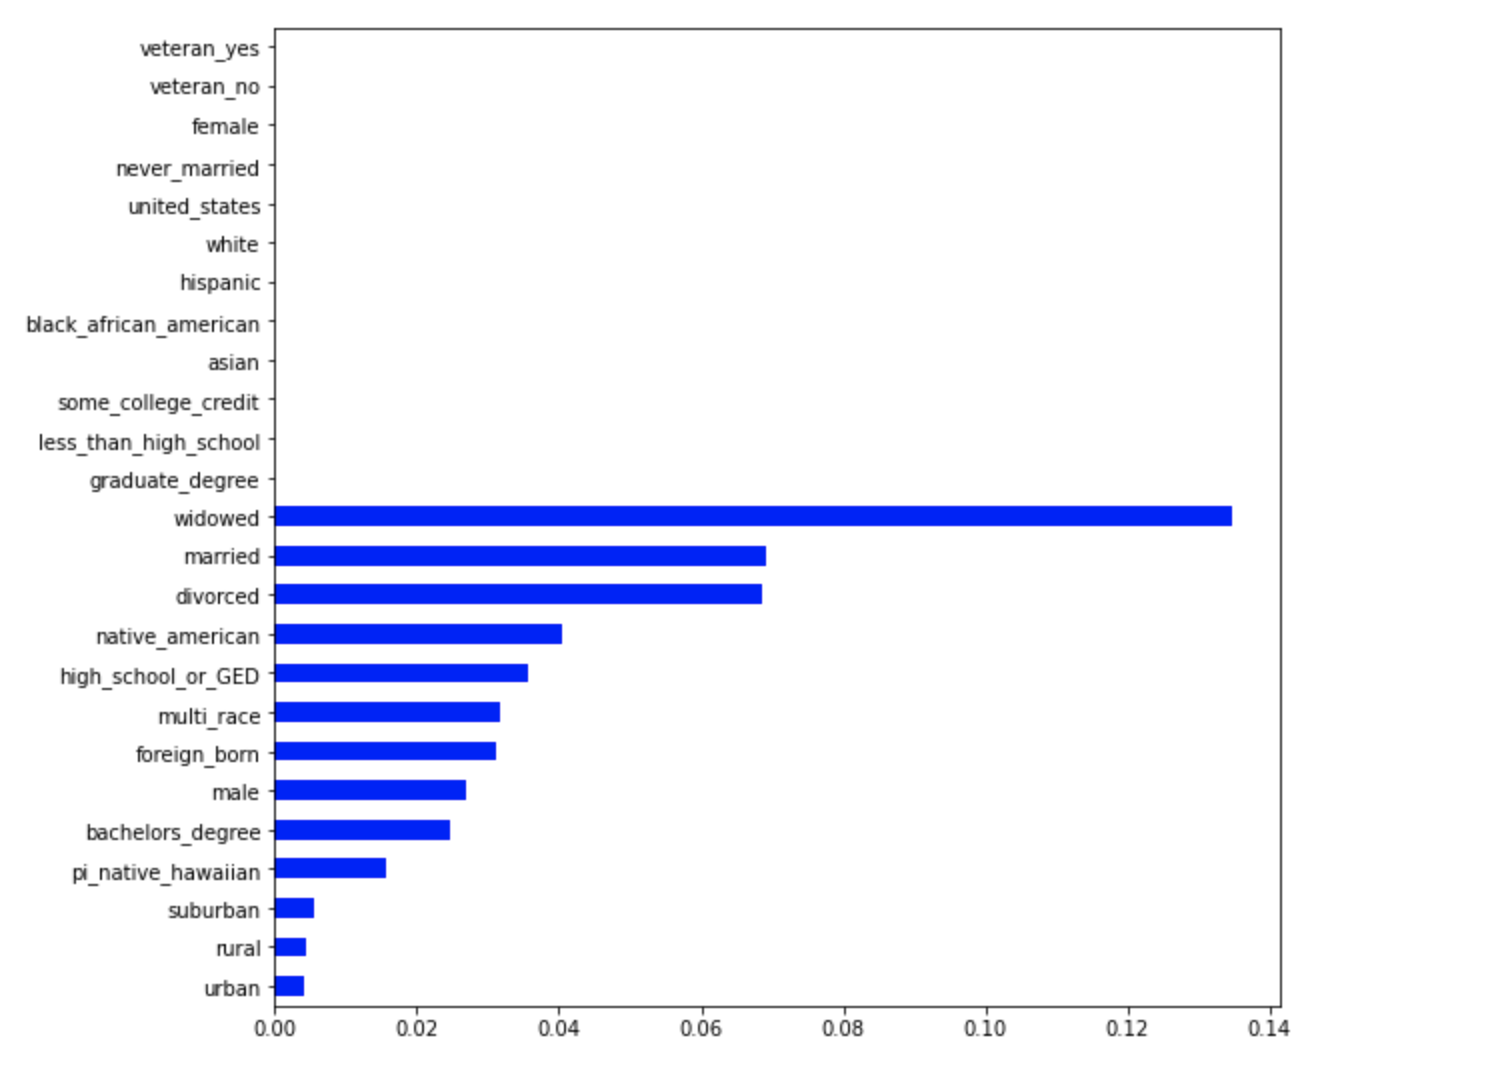 veteran_yes
veteran_no
female
never_married
united_states
white
hispanic
black_african_american
asian
some_college_credit
less_than_high_school
graduate_degree
widowed
married
divorced
native_american
high_school_or_GED
multi_race
foreign_born
male
bachelors_degree
pi_native_hawaiian
suburban
rural
urban
0.00 0.02 0.04 0.06 0.08 0.10 0.12 0.14